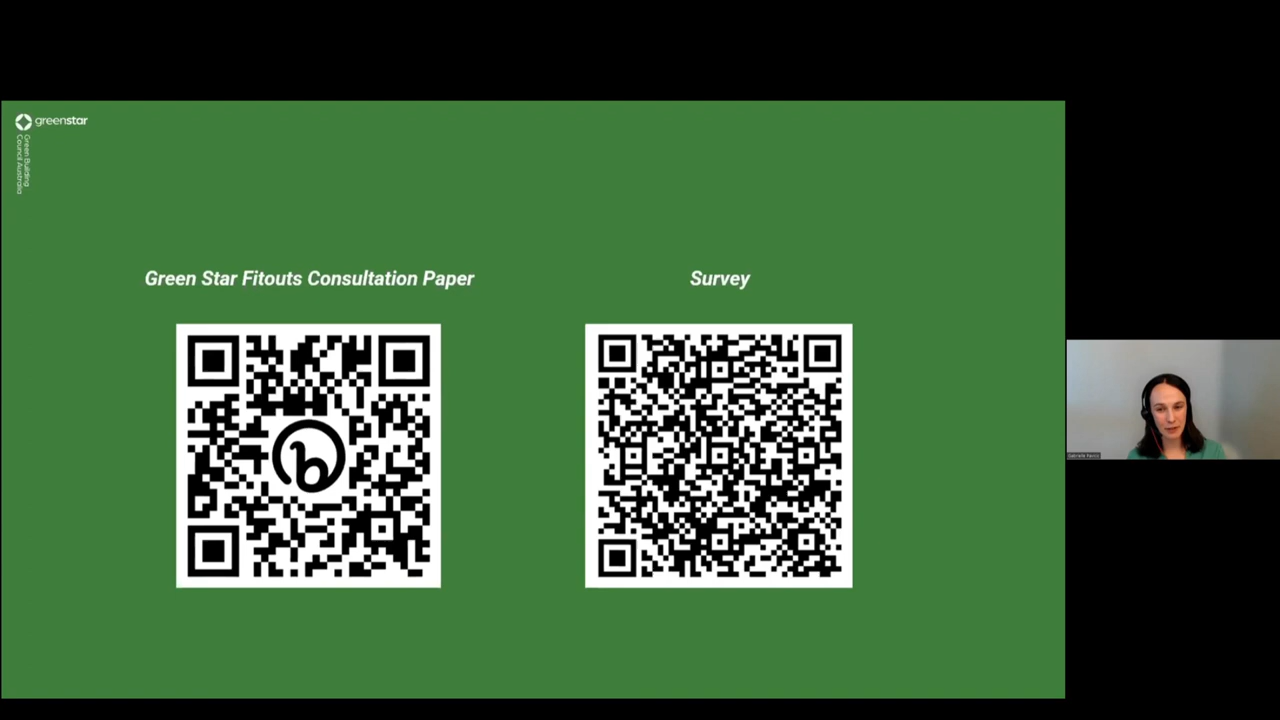 greenstar
Green Building
Council Australia
Green Star Fitouts Consultation Paper
Survey